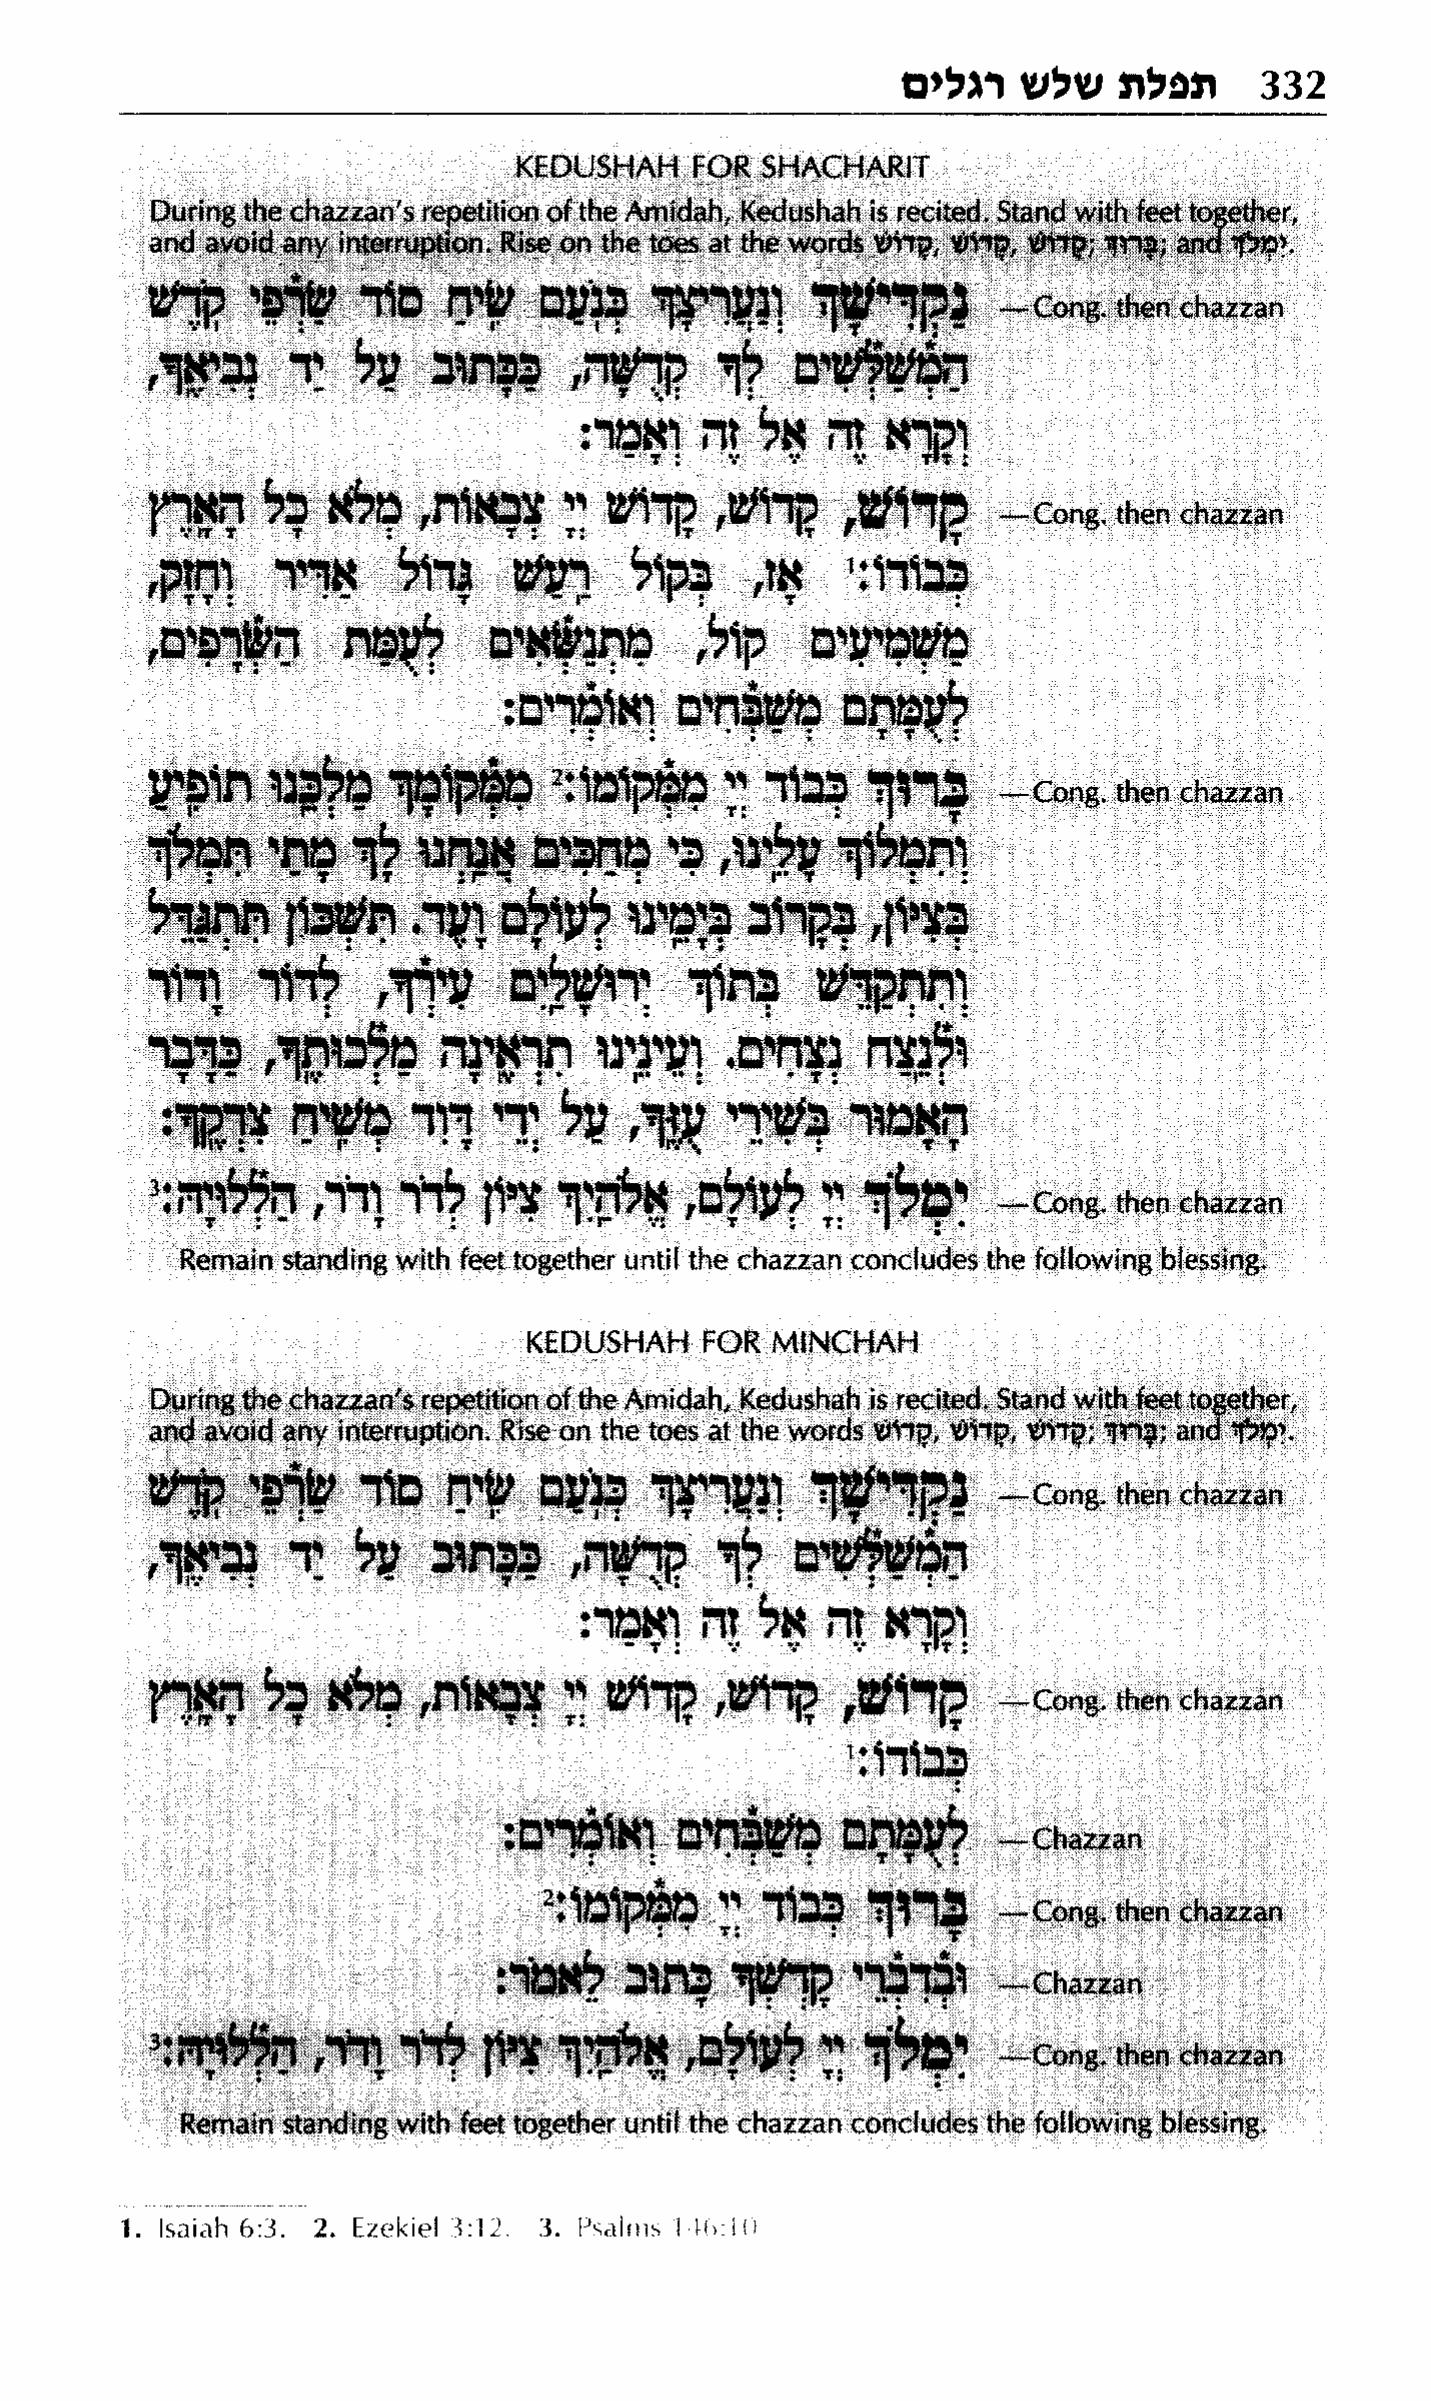 332 תפלת שלש רגלים
KEDUSHAH FOR SHACHARIT
During the chazzan's repetition of the Amidah, Kedushah is recited. Stand with feet together,
and avoid any interruption. Rise on the toes at the words קָדוֹשׁ, קָדוֹשׁ, קָדוֹשׁ; בָּרוּךְ; and יִמְלֹךְ.
נַקְדִּישָׁךְ וְנַעֲרִיצָךְ כְּנֹעַם שִׂיחַ סוֹד שַׂרְפֵי קֹדֶשׁ —Cong. then chazzan
הַמְשַׁלְּשִׁים לְךָ קְדֻשָּׁה, כַּכָּתוּב עַל יַד נְבִיאֶךָ,
וְקָרָא זֶה אֶל זֶה וְאָמַר:
קָדוֹשׁ, קָדוֹשׁ, קָדוֹשׁ יְיָ צְבָאוֹת, מְלֹא כָל הָאָרֶץ —Cong. then chazzan
כְּבוֹדוֹ:1 אָז, בְּקוֹל רַעַשׁ גָּדוֹל אַדִּיר וְחָזָק,
מַשְׁמִיעִים קוֹל, מִתְנַשְּׂאִים לְעֻמַּת הַשְּׂרָפִים,
לְעֻמָּתָם מְשַׁבְּחִים וְאוֹמְרִים:
בָּרוּךְ כְּבוֹד יְיָ מִמְּקוֹמוֹ:2 מִמְּקוֹמְךָ מַלְכֵּנוּ תוֹפִיעַ —Cong. then chazzan
וְתִמְלוֹךְ עָלֵינוּ, כִּי מְחַכִּים אֲנַחְנוּ לָךְ מָתַי תִּמְלֹךְ
בְּצִיּוֹן, בְּקָרוֹב בְּיָמֵינוּ לְעוֹלָם וָעֶד. תִּשְׁכּוֹן תִּתְגַּדֵּל
וְתִתְקַדֵּשׁ בְּתוֹךְ יְרוּשָׁלַיִם עִירְךָ, לְדוֹר וָדוֹר
וּלְנֵצַח נְצָחִים. וְעֵינֵינוּ תִרְאֶינָה מַלְכוּתֶךָ, כַּדָּבָר
הָאָמוּר בְּשִׁירֵי עֻזֶּךָ, עַל יְדֵי דָוִד מְשִׁיחַ צִדְקֶךָ:
יִמְלֹךְ יְיָ לְעוֹלָם, אֱלֹהַיִךְ צִיּוֹן לְדֹר וָדֹר, הַלְלוּיָהּ:3 —Cong. then chazzan
Remain standing with feet together until the chazzan concludes the following blessing.
KEDUSHAH FOR MINCHAH
During the chazzan's repetition of the Amidah, Kedushah is recited. Stand with feet together,
and avoid any interruption. Rise on the toes at the words קָדוֹשׁ, קָדוֹשׁ, קָדוֹשׁ; בָּרוּךְ; and יִמְלֹךְ.
נַקְדִּישָׁךְ וְנַעֲרִיצָךְ כְּנֹעַם שִׂיחַ סוֹד שַׂרְפֵי קֹדֶשׁ —Cong. then chazzan
הַמְשַׁלְּשִׁים לְךָ קְדֻשָּׁה, כַּכָּתוּב עַל יַד נְבִיאֶךָ,
וְקָרָא זֶה אֶל זֶה וְאָמַר:
קָדוֹשׁ, קָדוֹשׁ, קָדוֹשׁ יְיָ צְבָאוֹת, מְלֹא כָל הָאָרֶץ —Cong. then chazzan
כְּבוֹדוֹ:1
לְעֻמָּתָם מְשַׁבְּחִים וְאוֹמְרִים: —Chazzan
בָּרוּךְ כְּבוֹד יְיָ מִמְּקוֹמוֹ:2 —Cong. then chazzan
וּבְדִבְרֵי קָדְשְׁךָ כָּתוּב לֵאמֹר: —Chazzan
יִמְלֹךְ יְיָ לְעוֹלָם, אֱלֹהַיִךְ צִיּוֹן לְדֹר וָדֹר, הַלְלוּיָהּ:3 —Cong. then chazzan
Remain standing with feet together until the chazzan concludes the following blessing.
1. Isaiah 6:3. 2. Ezekiel 3:12. 3. Psalms 146:10